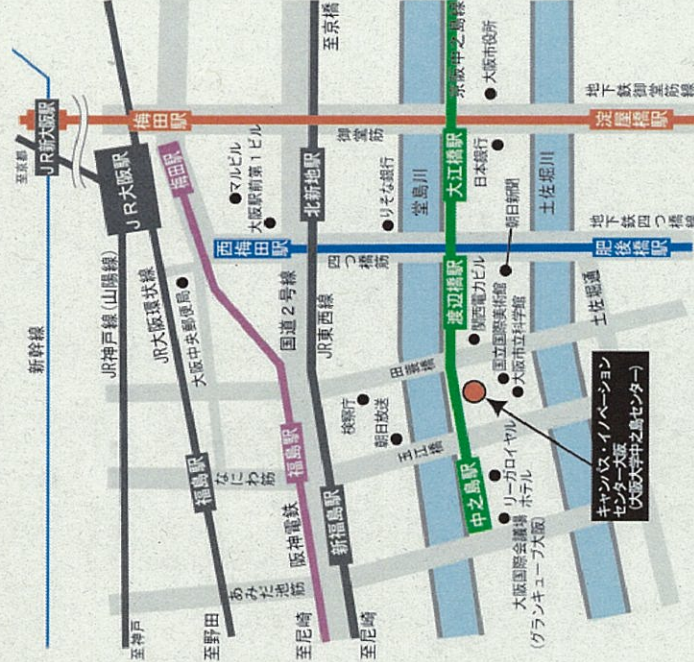 新幹線
至京都
JR新大阪駅
JR神戸線(山陽線)
至神戸
JR大阪駅
JR大阪環状線
梅田駅
梅田駅
大阪中央郵便局
福島駅
至野田
マルビル
大阪駅前第1ビル
西梅田駅
国道2号線
福島駅
なにわ筋
阪神電鉄
あみだ池筋
至尼崎
至京橋
北新地駅
JR東西線
新福島駅
至尼崎
御堂筋
四つ橋筋
りそな銀行
検察庁
朝日放送
堂島川
田蓑橋
玉江橋
京阪中之島線
大江橋駅
渡辺橋駅
中之島駅
大阪市役所
日本銀行
関西電力ビル
朝日新聞
国立国際美術館
大阪市立科学館
リーガロイヤル
ホテル
大阪国際会議場
(グランキューブ大阪)
土佐堀川
土佐堀通
地下鉄御堂筋線
淀屋橋駅
地下鉄四つ橋線
肥後橋駅
キャンパス・イノベーション
センター大阪
(大阪大学中之島センター)